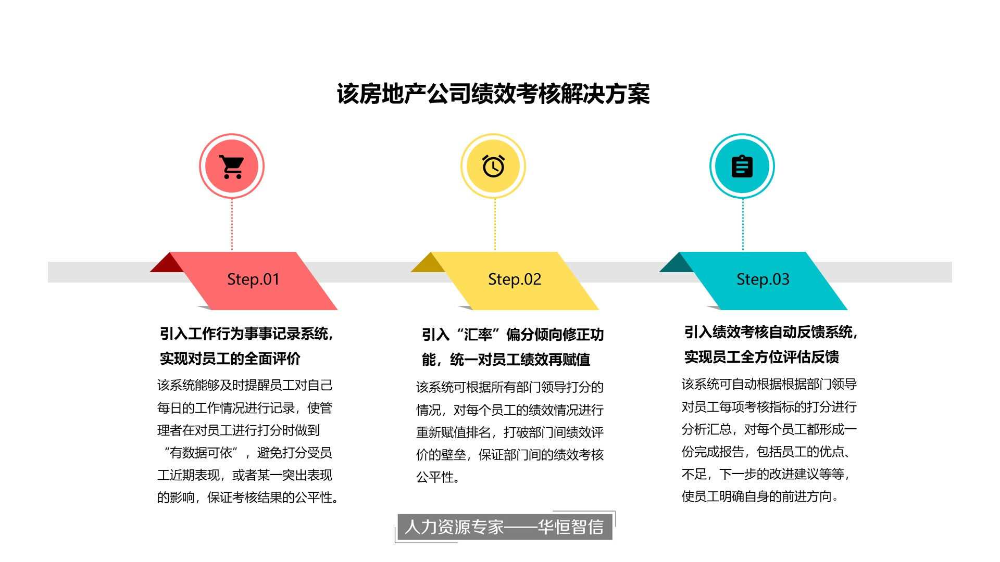 该房地产公司绩效考核解决方案
Step.01
引入工作行为事事记录系统，
实现对员工的全面评价
该系统能够及时提醒员工对自己
每日的工作情况进行记录，使管
理者在对员工进行打分时做到
“有数据可依”，避免打分受员
工近期表现，或者某一突出表现
的影响，保证考核结果的公平性。
Step.02
引入“汇率”偏分倾向修正功
能，统一对员工绩效再赋值
该系统可根据所有部门领导打分的
情况，对每个员工的绩效情况进行
重新赋值排名，打破部门间绩效评
价的壁垒，保证部门间的绩效考核
公平性。
Step.03
引入绩效考核自动反馈系统，
实现员工全方位评估反馈
该系统可自动根据根据部门领导
对员工每项考核指标的打分进行
分析汇总，对每个员工都形成一
份完成报告，包括员工的优点、
不足，下一步的改进建议等等，
使员工明确自身的前进方向。
人力资源专家——华恒智信